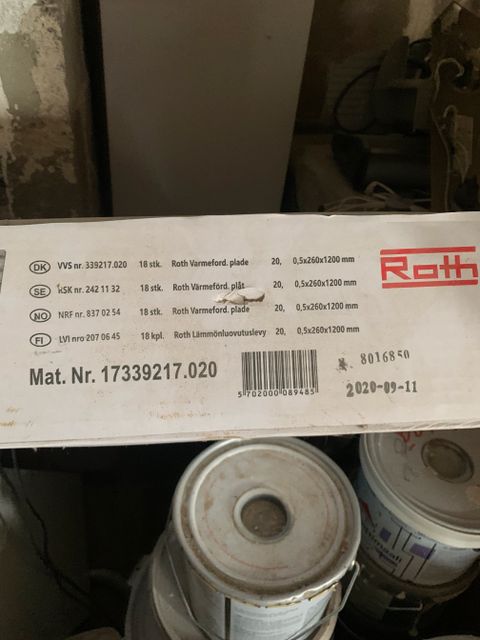 DK VVS nr. 339217.020 18 stk. Roth Varmeford. plade 20, 0,5x260x1200 mm
SE RSK nr. 242 11 32 18 stk. Roth Värmeförd. plåt 20, 0,5x260x1200 mm
NO NRF nr. 837 02 54 18 stk. Roth Varmeford. plade 20, 0,5x260x1200 mm
FI LVI nro 207 06 45 18 kpl. Roth Lämmönluovutuslevy 20, 0,5x260x1200 mm
Roth
Mat. Nr. 17339217.020
5 702000 089485
8016850
2020-09-11